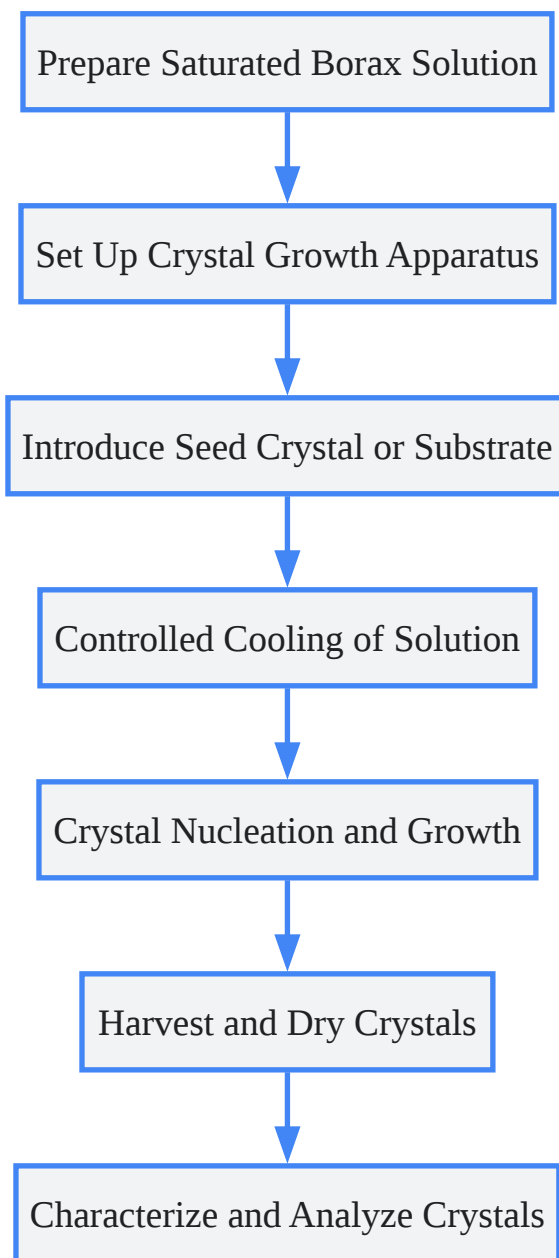 Prepare Saturated Borax Solution
Set Up Crystal Growth Apparatus
Introduce Seed Crystal or Substrate
Controlled Cooling of Solution
Crystal Nucleation and Growth
Harvest and Dry Crystals
Characterize and Analyze Crystals